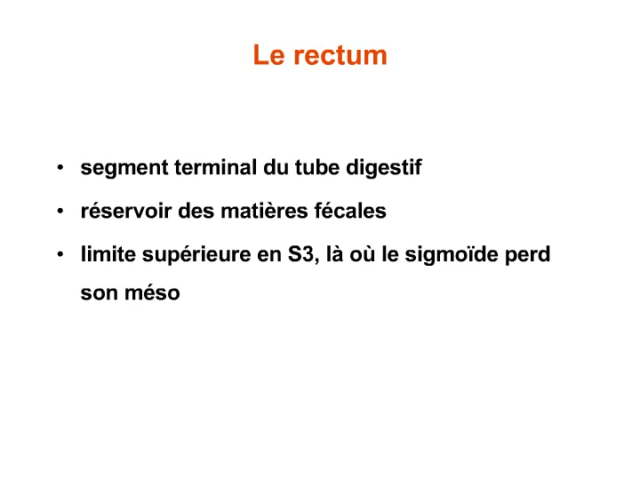 Le rectum
• segment terminal du tube digestif
• réservoir des matières fécales
• limite supérieure en S3, là où le sigmoïde perd
son méso